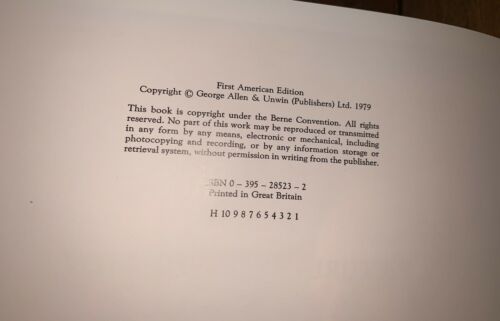 First American Edition
Copyright © George Allen & Unwin (Publishers) Ltd. 1979
This book is copyright under the Berne Convention. All rights
reserved. No part of this work may be reproduced or transmitted
in any form by any means, electronic or mechanical, including
photocopying and recording, or by any information storage or
retrieval system, without permission in writing from the publisher.
ISBN 0 – 395 – 28523 – 2
Printed in Great Britain
H 10 9 8 7 6 5 4 3 2 1